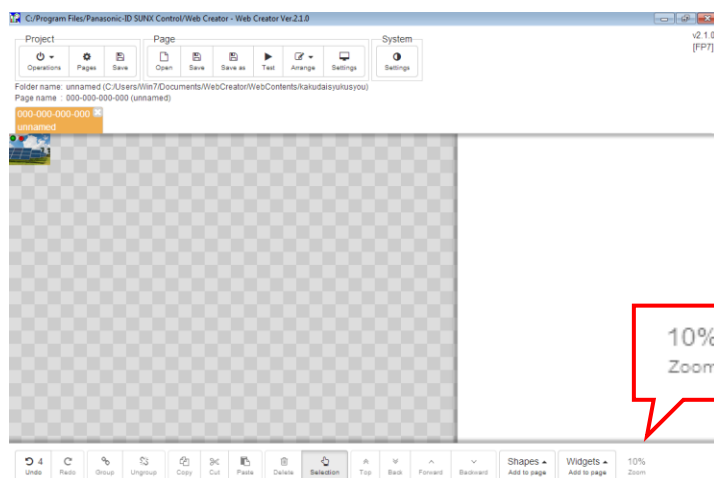 C:/Program Files/Panasonic-ID SUNX Control/Web Creator - Web Creator Ver.2.1.0
Project Page System
v2.1.0
[FP7]
Operations Pages Save Open Save Save as Test Arrange Settings Settings
Folder name: unnamed (C:/Users/Win7/Documents/WebCreator/WebContents/kakudaisyukusyou)
Page name : 000-000-000-000 (unnamed)
000-000-000-000
unnamed
10%
Zoom
4 Shapes Widgets 10%
Undo Redo Group Ungroup Copy Cut Paste Delete Selection Top Back Forward Backward Add to page Add to page Zoom